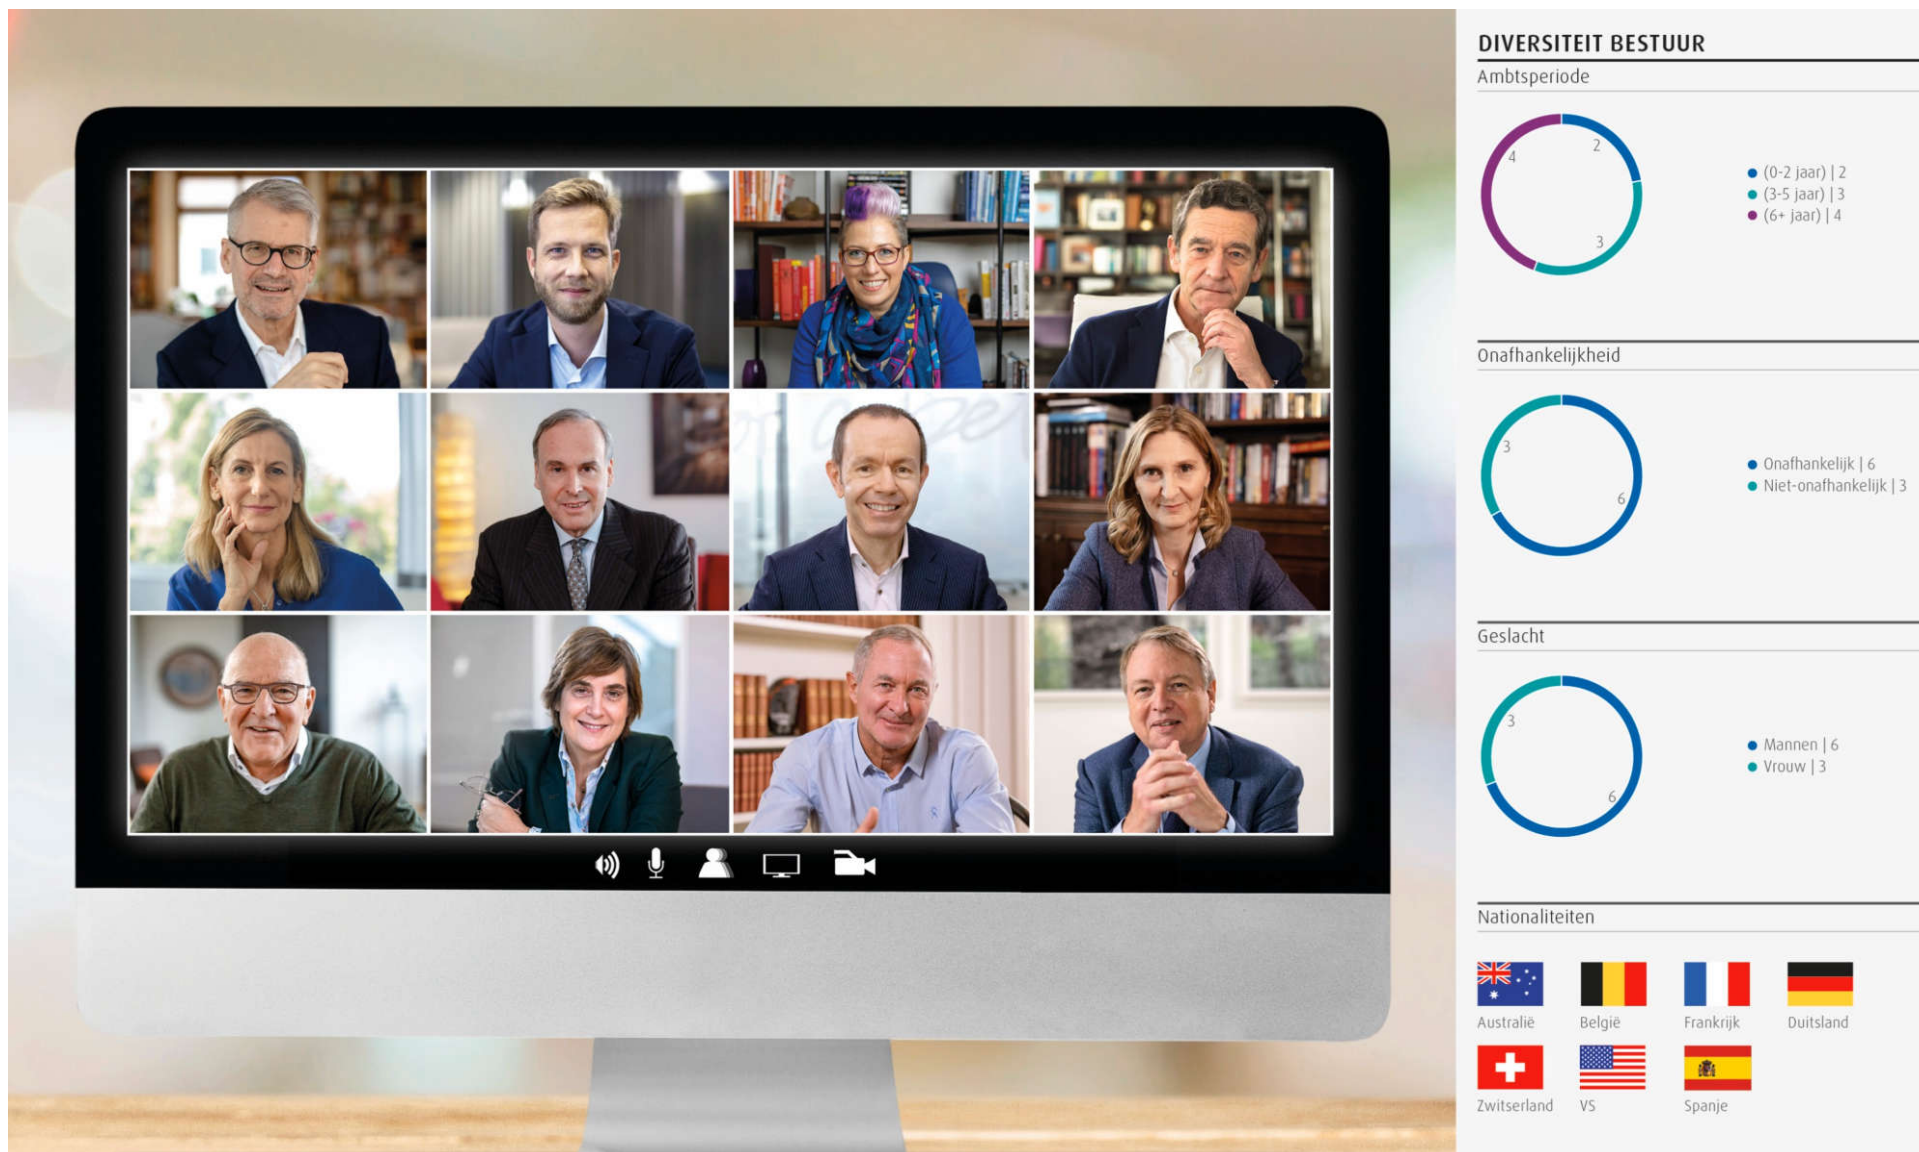 DIVERSITEIT BESTUUR
Ambtsperiode
4
2
3
(0-2 jaar) | 2
(3-5 jaar) | 3
(6+ jaar) | 4
Onafhankelijkheid
3
6
Onafhankelijk | 6
Niet-onafhankelijk | 3
Geslacht
3
6
Mannen | 6
Vrouw | 3
Nationaliteiten
Australië
België
Frankrijk
Duitsland
Zwitserland
VS
Spanje